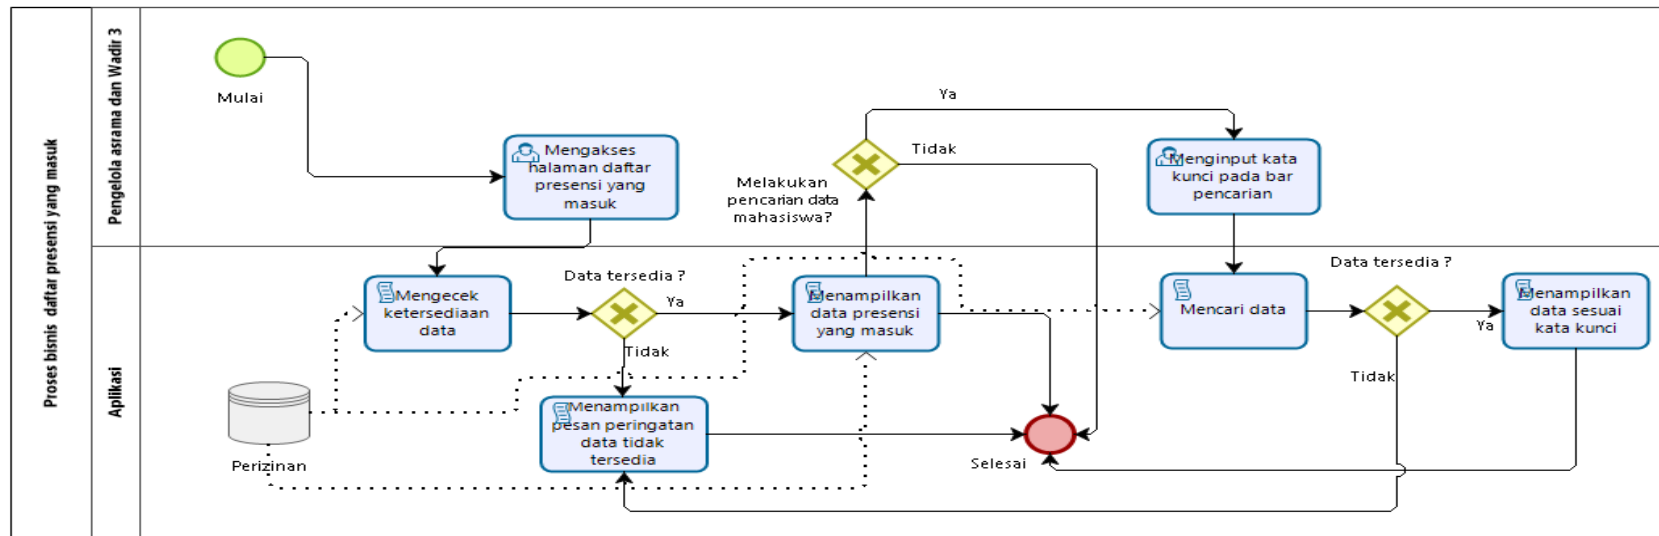 Proses bisnis daftar presensi yang masuk
Pengelola asrama dan Wadir 3
Mulai
Mengakses
halaman daftar
presensi yang
masuk
Melakukan
pencarian data
mahasiswa?
Ya
Tidak
Menginput kata
kunci pada bar
pencarian
Aplikasi
Mengecek
ketersediaan
data
Data tersedia ?
Ya
Tidak
Menampilkan
data presensi
yang masuk
Mencari data
Data tersedia ?
Ya
Tidak
Menampilkan
data sesuai
kata kunci
Perizinan
Menampilkan
pesan peringatan
data tidak
tersedia
Selesai